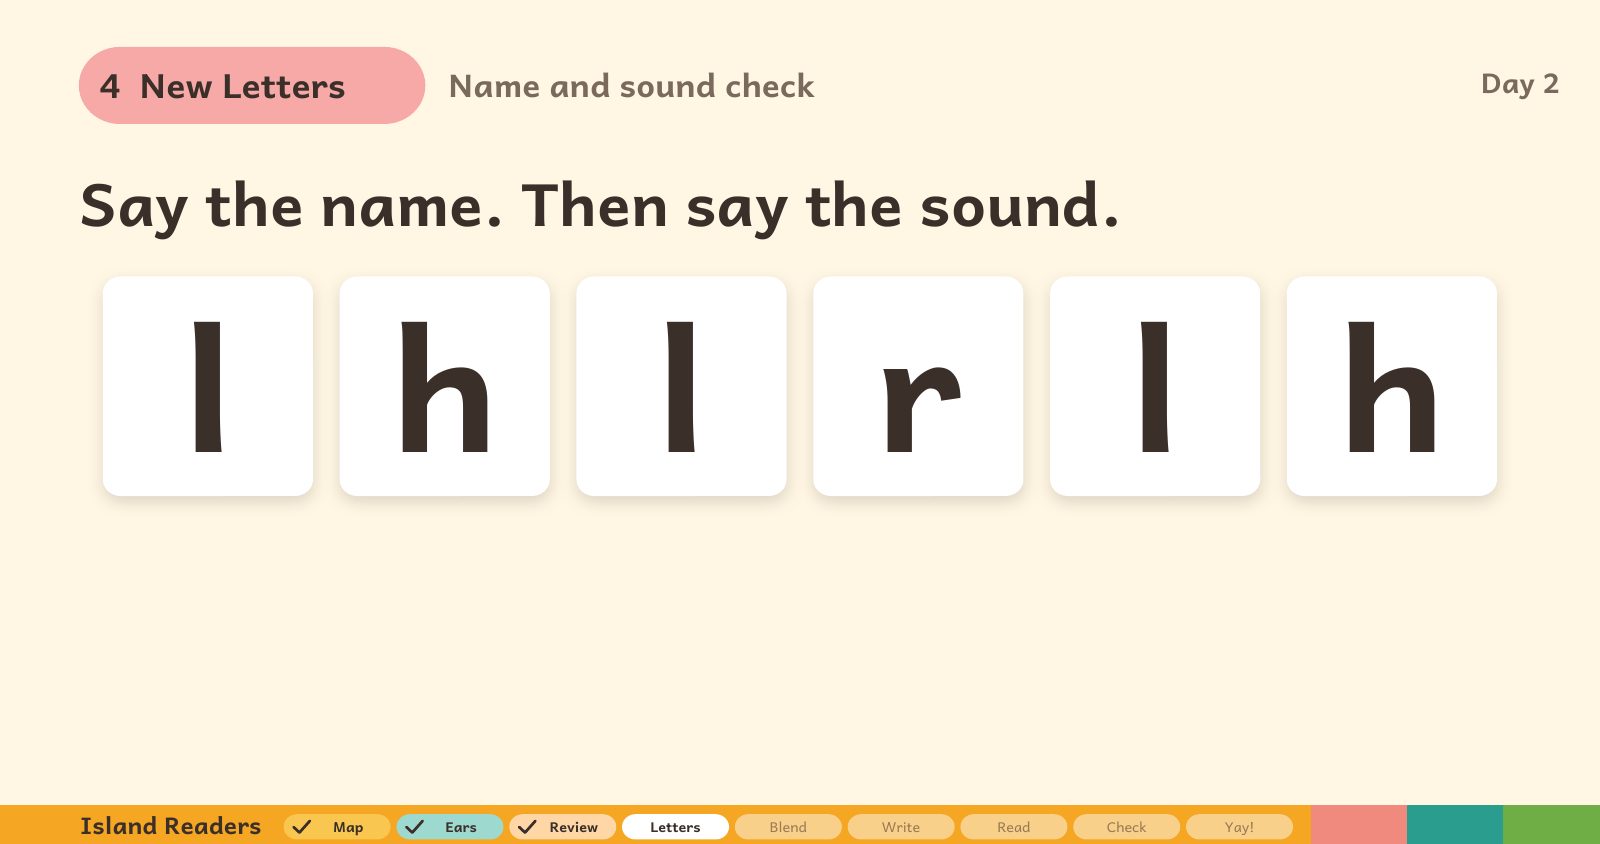 4 New Letters
Name and sound check
Day 2
Say the name. Then say the sound.
l h l r l h
Island Readers
Map
Ears
Review
Letters
Blend
Write
Read
Check
Yay!